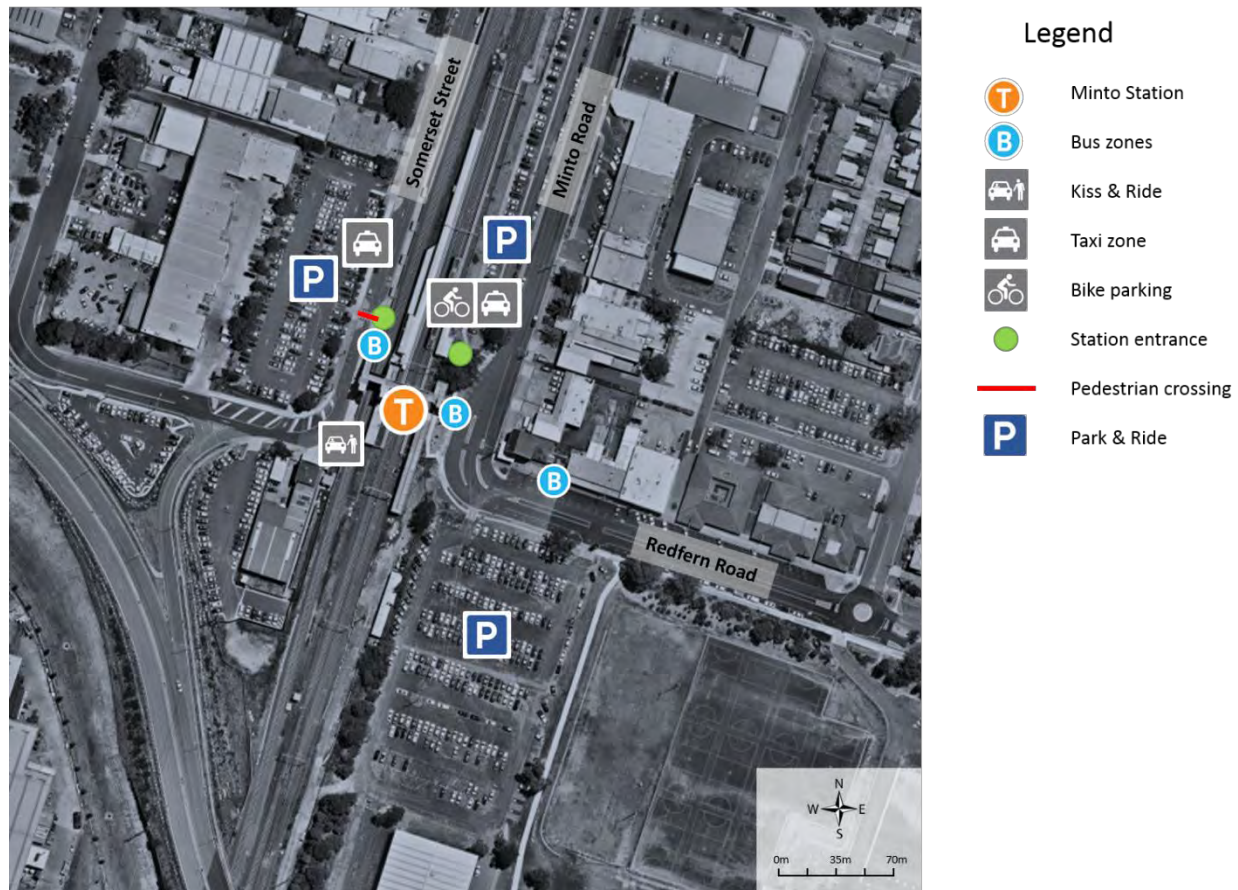 Legend
T Minto Station
B Bus zones
Kiss & Ride
Taxi zone
Bike parking
Station entrance
Pedestrian crossing
P Park & Ride
Somerset Street
Minto Road
P
P
B
T
B
B
Redfern Road
P
N
W E
S
0m 35m 70m